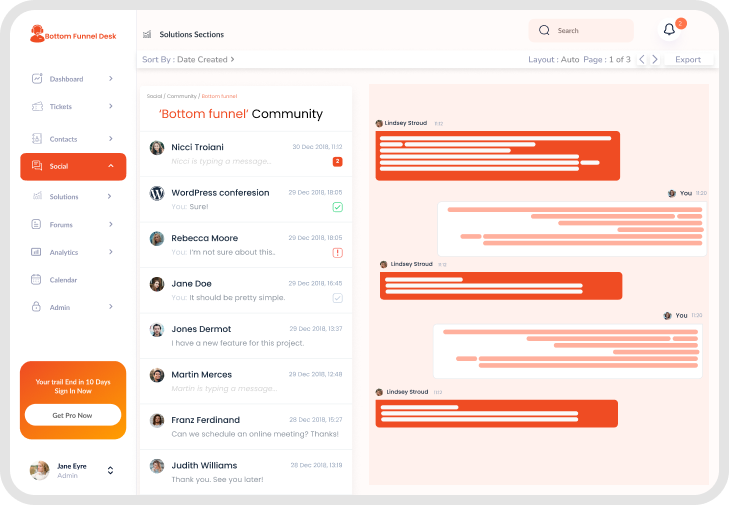 Bottom Funnel Desk
Dashboard
Tickets
Contacts
Social
Solutions
Forums
Analytics
Calendar
Admin
Your trail End in 10 Days
Sign In Now
Get Pro Now
Jane Eyre
Admin
Solutions Sections
Search
2
Sort By : Date Created >
Layout : Auto Page : 1 of 3
Export
Social / Community / Bottom funnel
‘Bottom funnel’ Community
Nicci Troiani 30 Dec 2018, 11:12
Nicci is typing a message... 2
WordPress conferesion 29 Dec 2018, 18:05
You: Sure!
Rebecca Moore 29 Dec 2018, 18:05
You: I'm not sure about this..
Jane Doe 29 Dec 2018, 16:45
You: It should be pretty simple.
Jones Dermot 29 Dec 2018, 13:37
I have a new feature for this project.
Martin Merces 29 Dec 2018, 12:48
Martin is typing a message...
Franz Ferdinand 28 Dec 2018, 15:27
Can we schedule an online meeting? Thanks!
Judith Williams 28 Dec 2018, 13:19
Thank you. See you later!
Lindsey Stroud 11:12
You 11:20
Lindsey Stroud
You
Lindsey Stroud